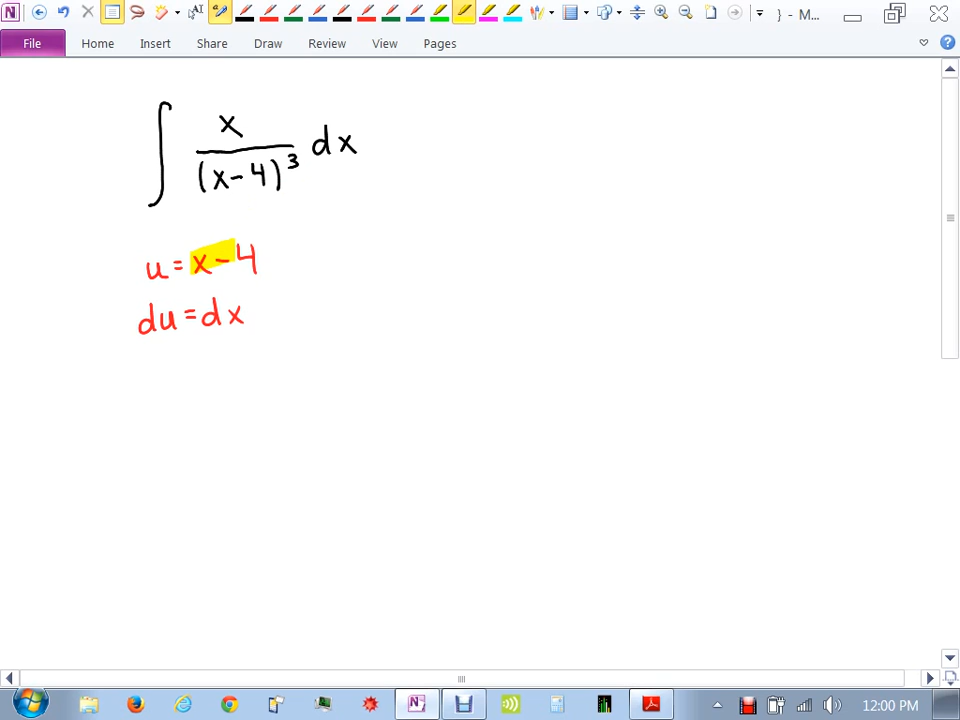 } - M...
File Home Insert Share Draw Review View Pages
∫ x/(x-4)³ dx
u = x - 4
du = dx
12:00 PM